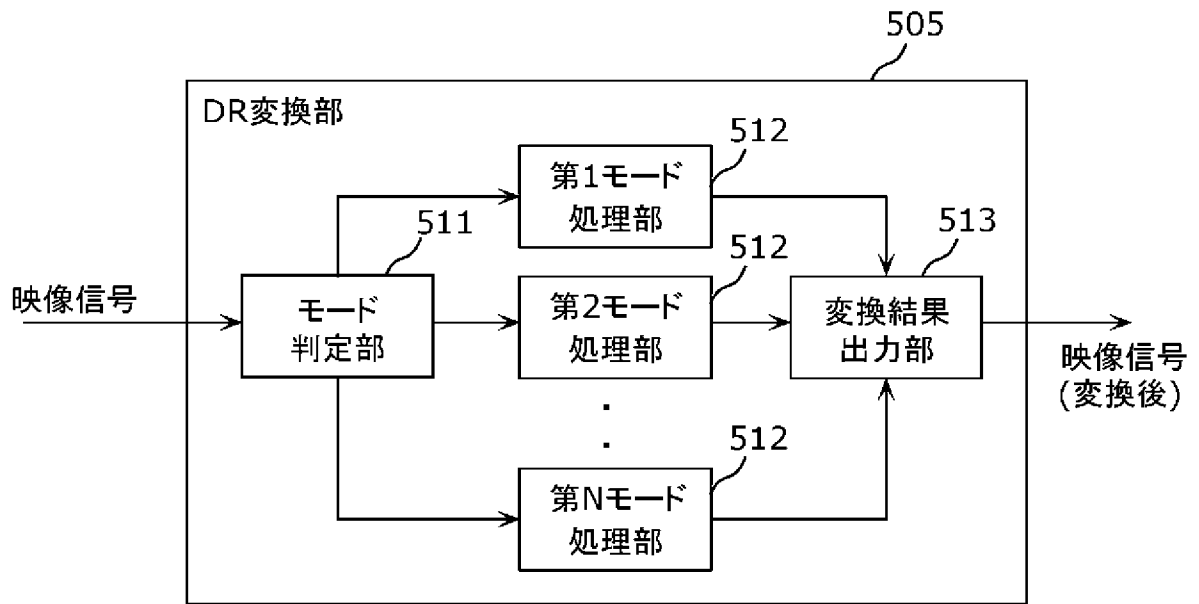 505
DR変換部
512
第1モード
処理部
511
513
512
映像信号
モード
判定部
第2モード
処理部
変換結果
出力部
映像信号
(変換後)
512
第Nモード
処理部